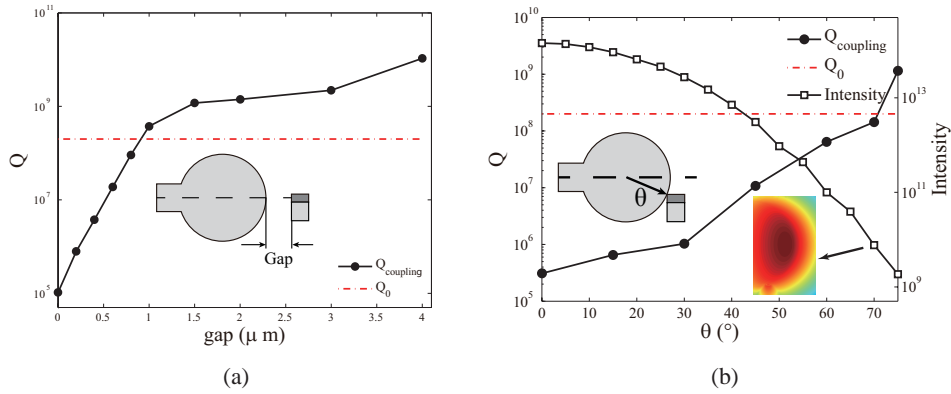 10^11
10^9
10^7
10^5
Q
Gap
Q_coupling
Q_0
0
0.5
1
1.5
2
2.5
3
3.5
4
gap (μ m)
(a)
10^10
10^9
10^8
10^7
10^6
10^5
Q
θ
Q_coupling
Q_0
Intensity
10^13
10^11
10^9
Intensity
0
10
20
30
40
50
60
70
θ (°)
(b)